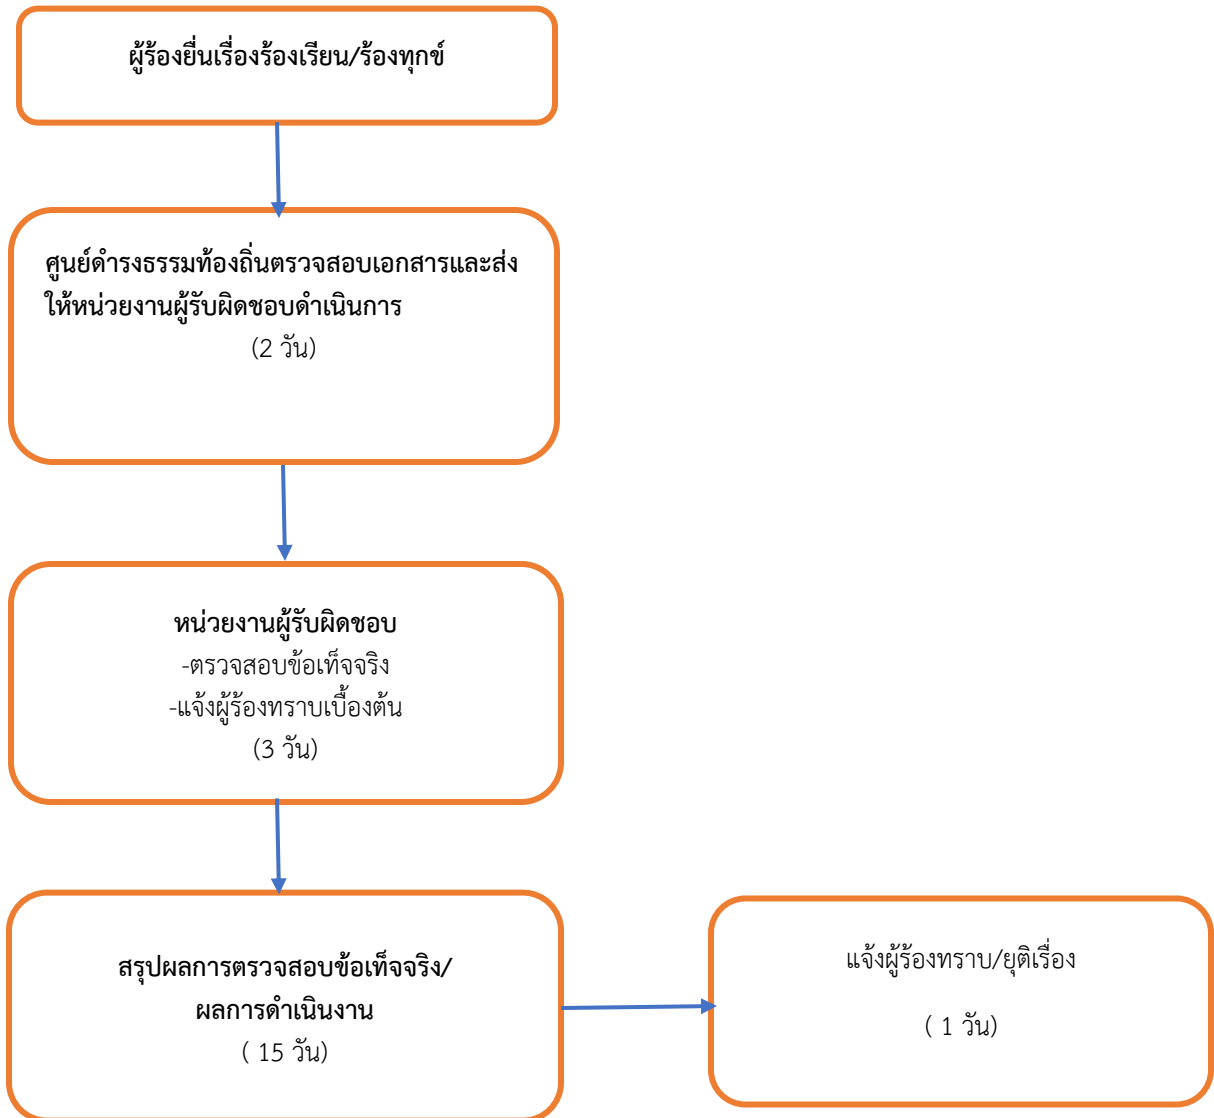 ผู้ร้องยื่นเรื่องร้องเรียน/ร้องทุกข์
ศูนย์ดำรงธรรมท้องถิ่นตรวจสอบเอกสารและส่ง
ให้หน่วยงานผู้รับผิดชอบดำเนินการ
(2 วัน)
หน่วยงานผู้รับผิดชอบ
-ตรวจสอบข้อเท็จจริง
-แจ้งผู้ร้องทราบเบื้องต้น
(3 วัน)
สรุปผลการตรวจสอบข้อเท็จจริง/
ผลการดำเนินงาน
( 15 วัน)
แจ้งผู้ร้องทราบ/ยุติเรื่อง
( 1 วัน)